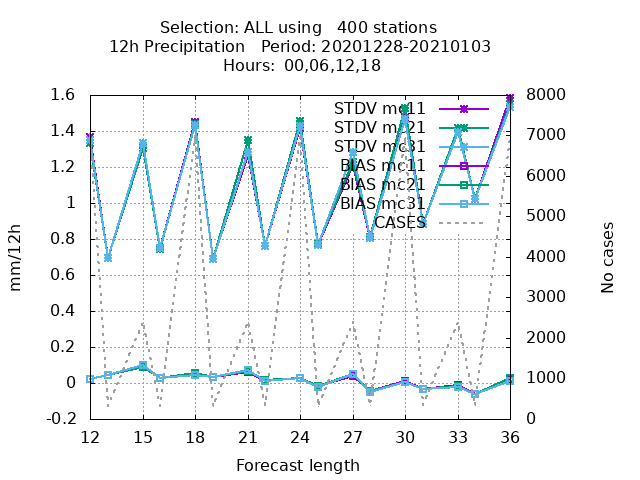 Selection: ALL using   400 stations
12h Precipitation   Period: 20201228-20210103
Hours:  00,06,12,18
1.6
1.4
1.2
1
0.8
0.6
0.4
0.2
0
-0.2
8000
7000
6000
5000
4000
3000
2000
1000
0
STDV mc11
STDV mc21
STDV mc31
BIAS mc11
BIAS mc21
BIAS mc31
CASES
mm/12h
No cases
12 15 18 21 24 27 30 33 36
Forecast length